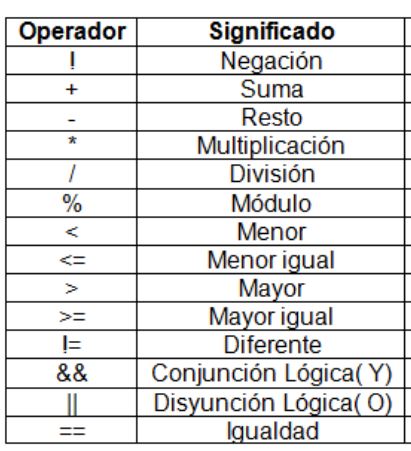 Operador Significado
! Negación
+ Suma
- Resto
* Multiplicación
/ División
% Módulo
< Menor
<= Menor igual
> Mayor
>= Mayor igual
!= Diferente
&& Conjunción Lógica( Y)
|| Disyunción Lógica( O)
== Igualdad